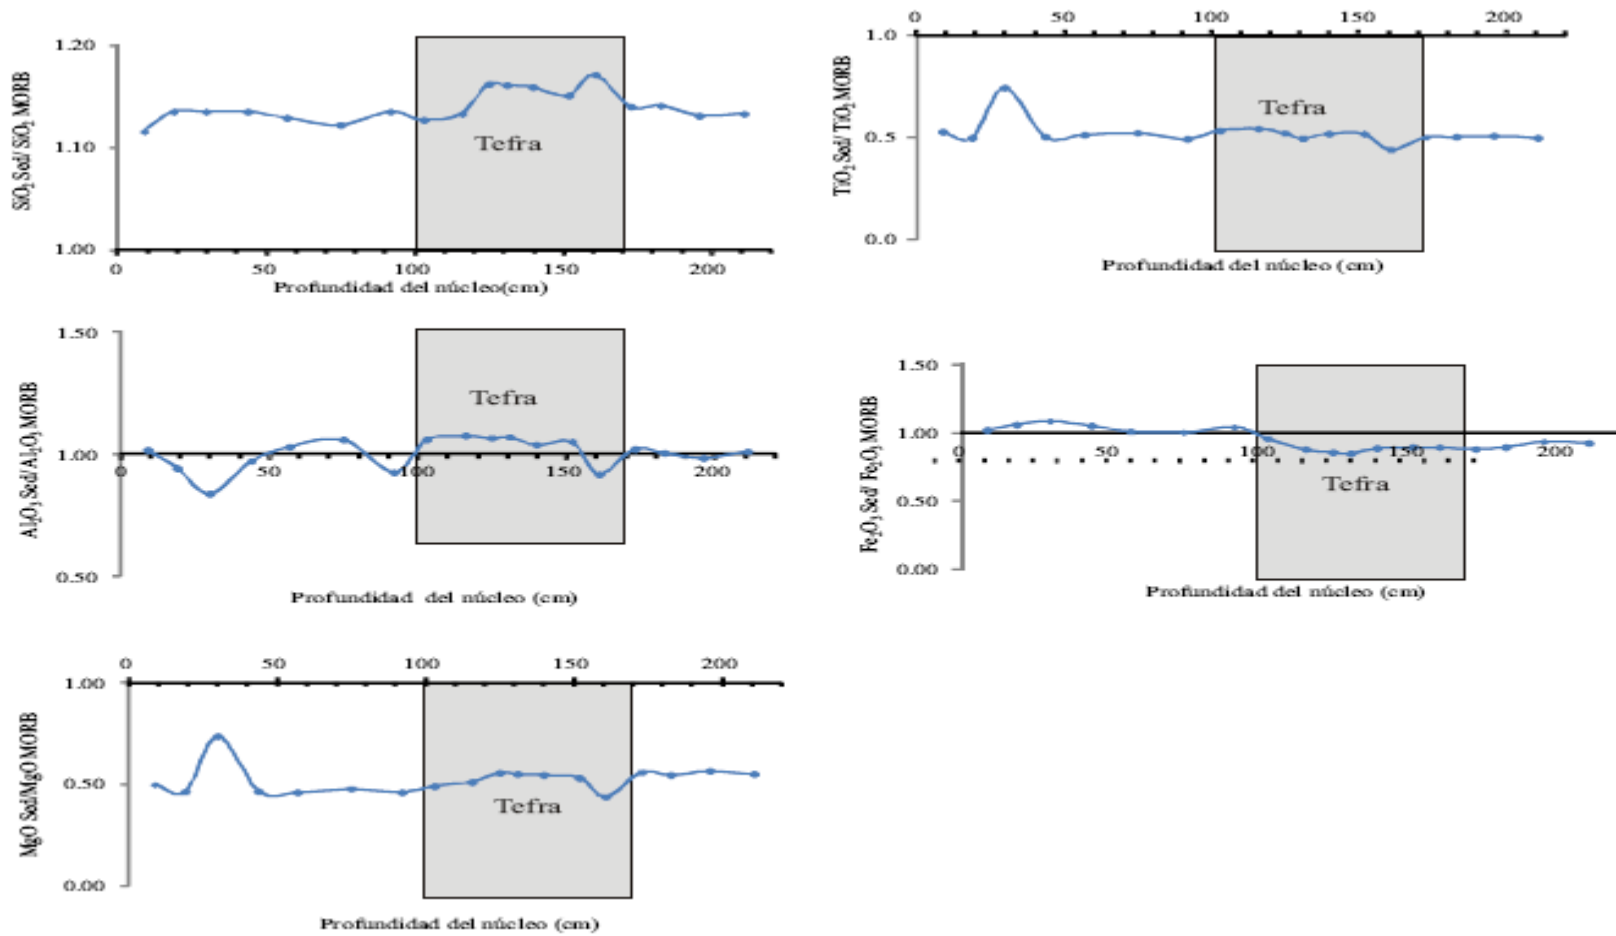 1.20
1.10
1.00
SiO₂ Sed/ SiO₂ MORB
Tefra
0 50 100 150 200
Profundidad del núcleo(cm)
0 50 100 150 200
1.0
0.5
0.0
TiO₂ Sed/ TiO₂ MORB
Tefra
Profundidad del núcleo (cm)
1.50
1.00
0.50
Al₂O₃ Sed/Al₂O₃ MORB
Tefra
0 50 100 150 200
Profundidad del núcleo (cm)
1.50
1.00
0.50
0.00
Fe₂O₃ Sed/ Fe₂O₃ MORB
0 50 100 150 200
Tefra
Profundidad del núcleo (cm)
0 50 100 150 200
1.00
0.50
0.00
MgO Sed/MgO MORB
Tefra
Profundidad del núcleo (cm)